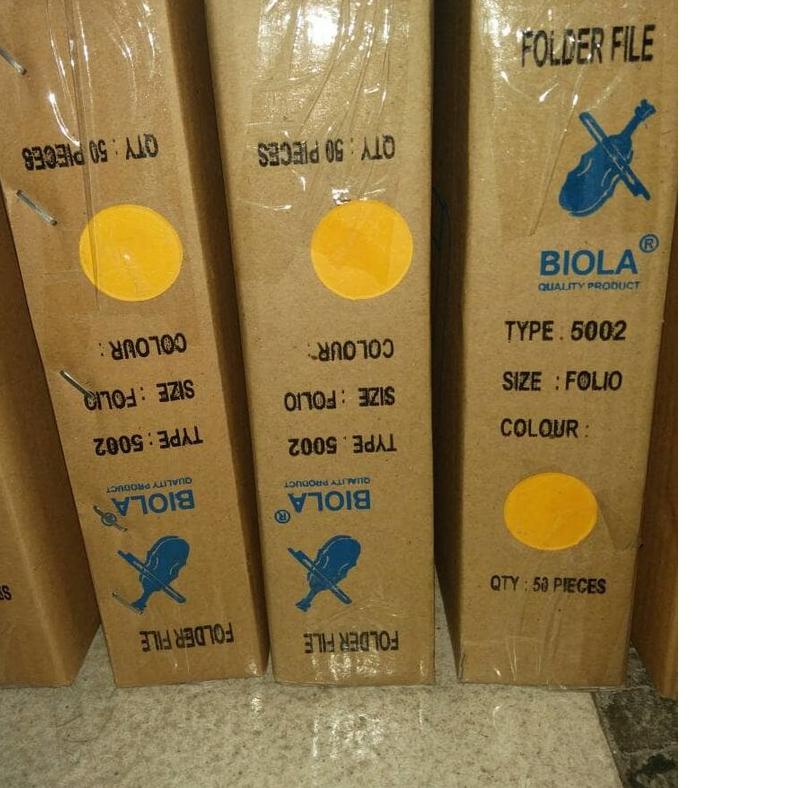 FOLDER FILE
BIOLA®
QUALITY PRODUCT
TYPE : 5002
SIZE : FOLIO
COLOUR :
QTY : 50 PIECES
FOLDER FILE
BIOLA®
QUALITY PRODUCT
TYPE : 5002
SIZE : FOLIO
COLOUR :
QTY : 50 PIECES
FOLDER FILE
BIOLA®
QUALITY PRODUCT
TYPE . 5002
SIZE : FOLIO
COLOUR :
QTY : 50 PIECES